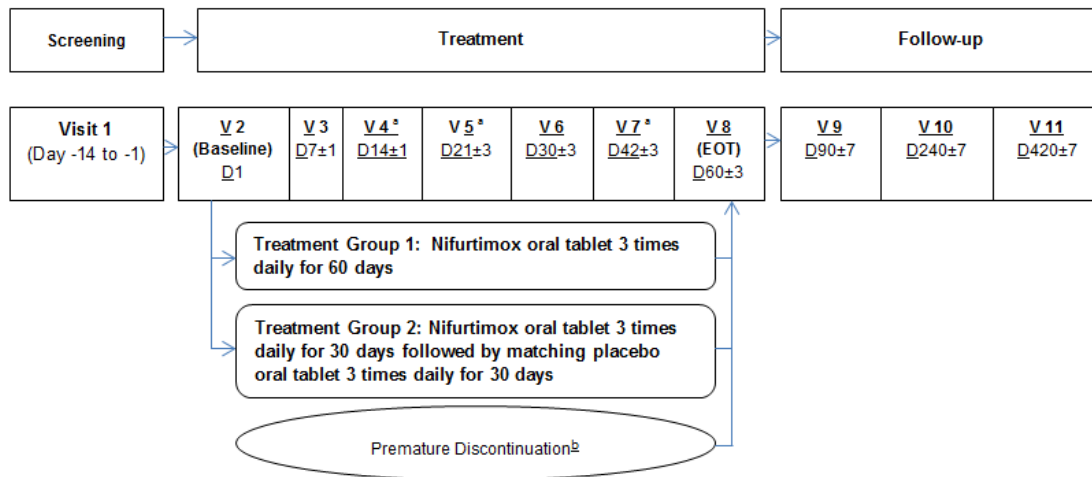 Screening
Treatment
Follow-up
Visit 1
(Day -14 to -1)
V 2
(Baseline)
D1
V 3
D7±1
V 4 a
D14±1
V 5 a
D21±3
V 6
D30±3
V 7 a
D42±3
V 8
(EOT)
D60±3
V 9
D90±7
V 10
D240±7
V 11
D420±7
Treatment Group 1: Nifurtimox oral tablet 3 times
daily for 60 days
Treatment Group 2: Nifurtimox oral tablet 3 times
daily for 30 days followed by matching placebo
oral tablet 3 times daily for 30 days
Premature Discontinuation b